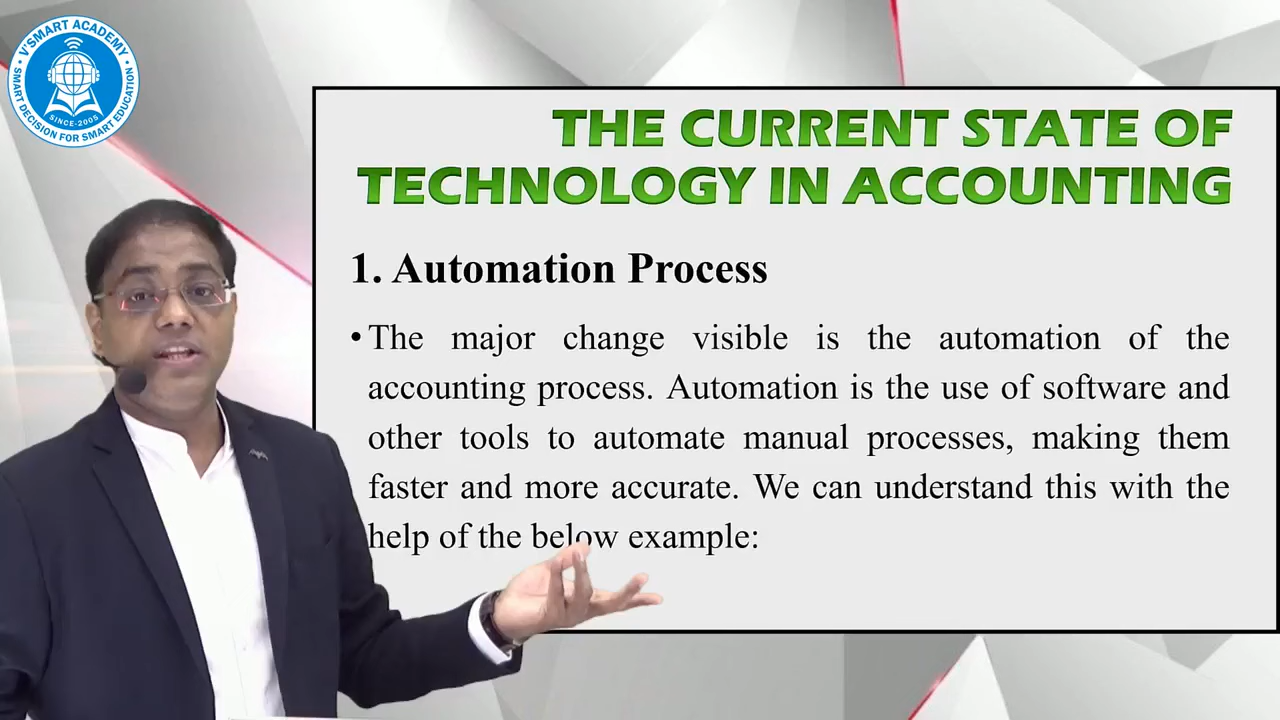 V'SMART ACADEMY
SMART DECISION FOR SMART EDUCATION
SINCE-2005
THE CURRENT STATE OF
TECHNOLOGY IN ACCOUNTING
1. Automation Process
• The major change visible is the automation of the
accounting process. Automation is the use of software and
other tools to automate manual processes, making them
faster and more accurate. We can understand this with the
help of the below example: